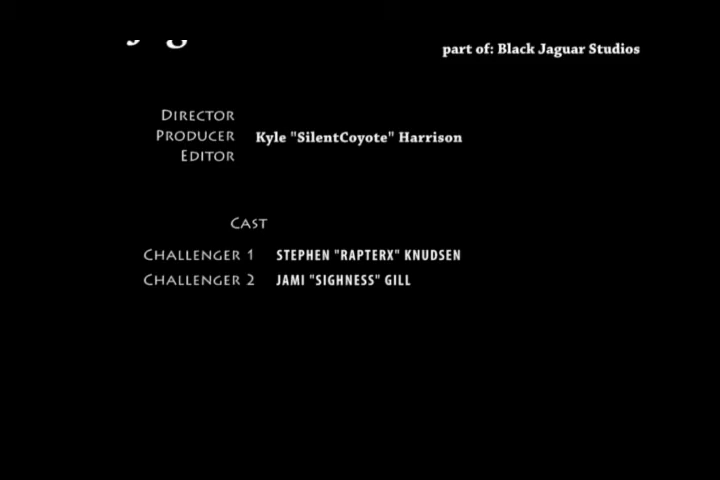 part of: Black Jaguar Studios
DIRECTOR
PRODUCER Kyle "SilentCoyote" Harrison
EDITOR
CAST
CHALLENGER 1 STEPHEN "RAPTERX" KNUDSEN
CHALLENGER 2 JAMI "SIGHNESS" GILL